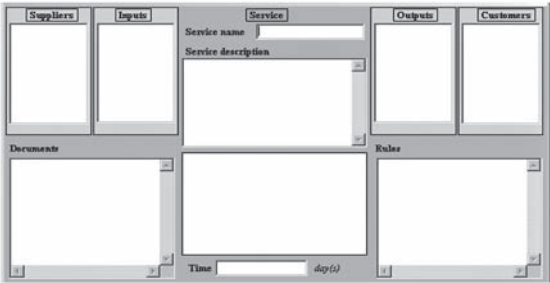 Suppliers
Inputs
Service
Service name
Service description
Outputs
Customers
Documents
Rules
Time
day(s)